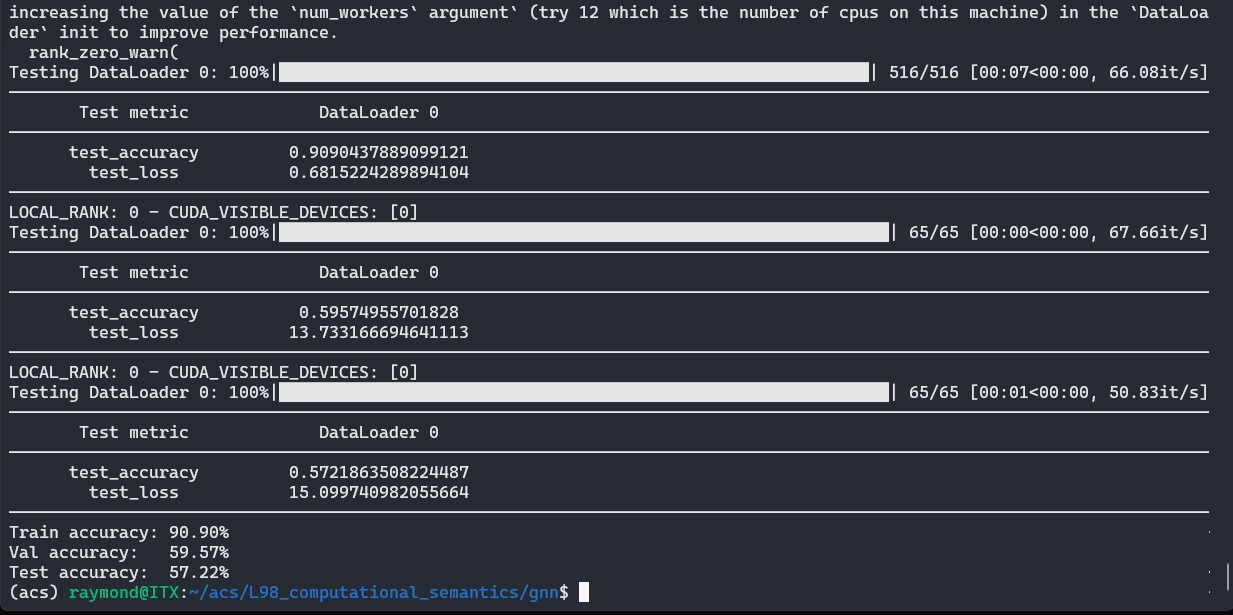 increasing the value of the `num_workers` argument` (try 12 which is the number of cpus on this machine) in the `DataLoa
der` init to improve performance.
  rank_zero_warn(
Testing DataLoader 0: 100%|| 516/516 [00:07<00:00, 66.08it/s]
Test metric DataLoader 0
test_accuracy 0.9090437889099121
test_loss 0.6815224289894104
LOCAL_RANK: 0 - CUDA_VISIBLE_DEVICES: [0]
Testing DataLoader 0: 100%|| 65/65 [00:00<00:00, 67.66it/s]
Test metric DataLoader 0
test_accuracy 0.59574955701828
test_loss 13.733166694641113
LOCAL_RANK: 0 - CUDA_VISIBLE_DEVICES: [0]
Testing DataLoader 0: 100%|| 65/65 [00:01<00:00, 50.83it/s]
Test metric DataLoader 0
test_accuracy 0.5721863508224487
test_loss 15.099740982055664
Train accuracy: 90.90%
Val accuracy: 59.57%
Test accuracy: 57.22%
(acs) raymond@ITX:~/acs/L98_computational_semantics/gnn$